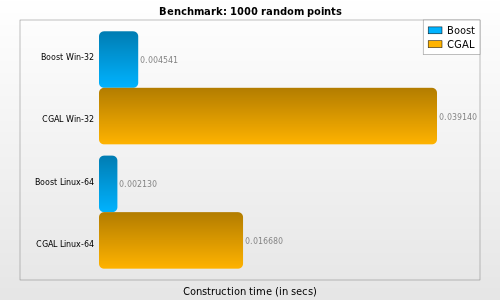 Benchmark: 1000 random points
Boost
CGAL
Boost Win-32
0.004541
CGAL Win-32
0.039140
Boost Linux-64
0.002130
CGAL Linux-64
0.016680
Construction time (in secs)